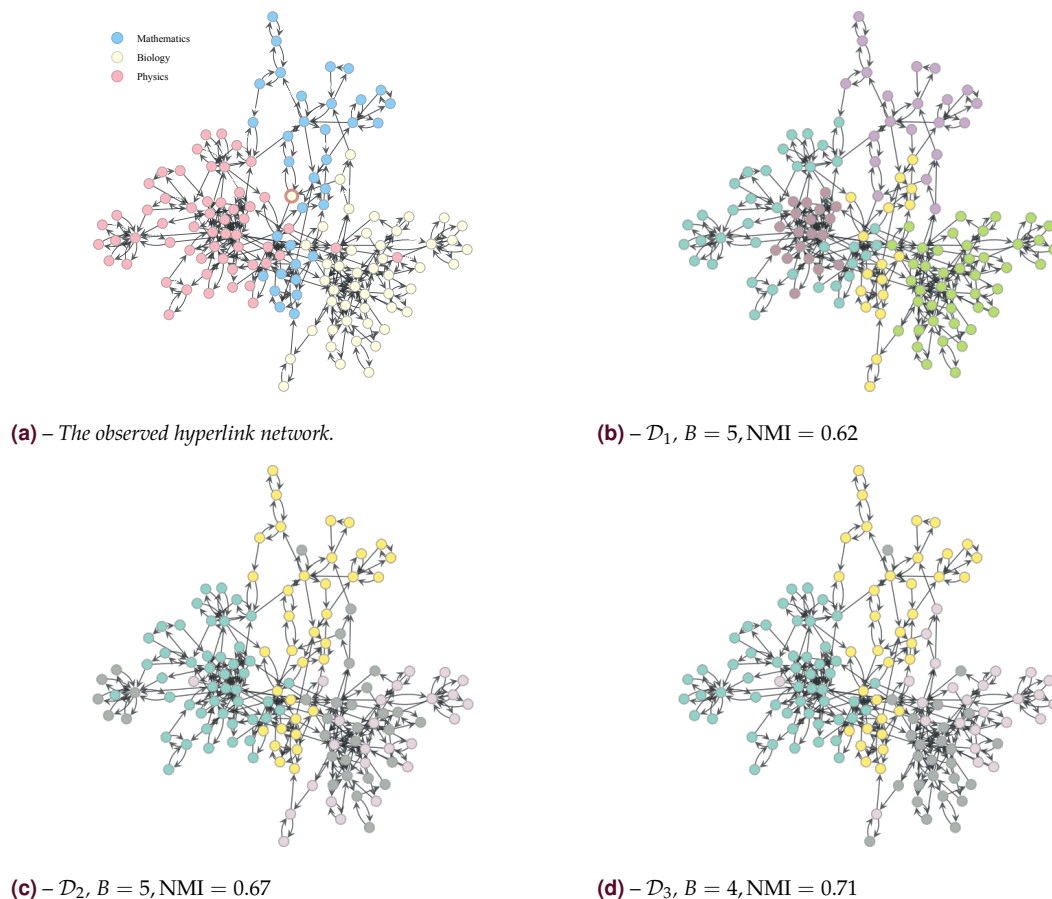 Mathematics
Biology
Physics
(a) – The observed hyperlink network.
(b) – 𝒟₁, B = 5, NMI = 0.62
(c) – 𝒟₂, B = 5, NMI = 0.67
(d) – 𝒟₃, B = 4, NMI = 0.71